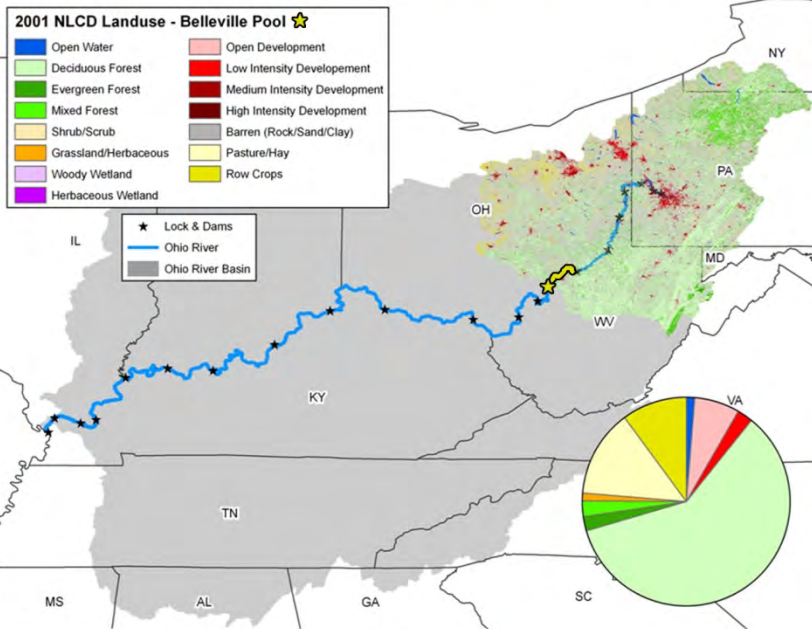 2001 NLCD Landuse - Belleville Pool
Open Water
Deciduous Forest
Evergreen Forest
Mixed Forest
Shrub/Scrub
Grassland/Herbaceous
Woody Wetland
Herbaceous Wetland
Open Development
Low Intensity Developement
Medium Intensity Development
High Intensity Development
Barren (Rock/Sand/Clay)
Pasture/Hay
Row Crops
Lock & Dams
Ohio River
Ohio River Basin
NY
PA
OH
IL
MD
WV
KY
VA
TN
MS
AL
GA
SC